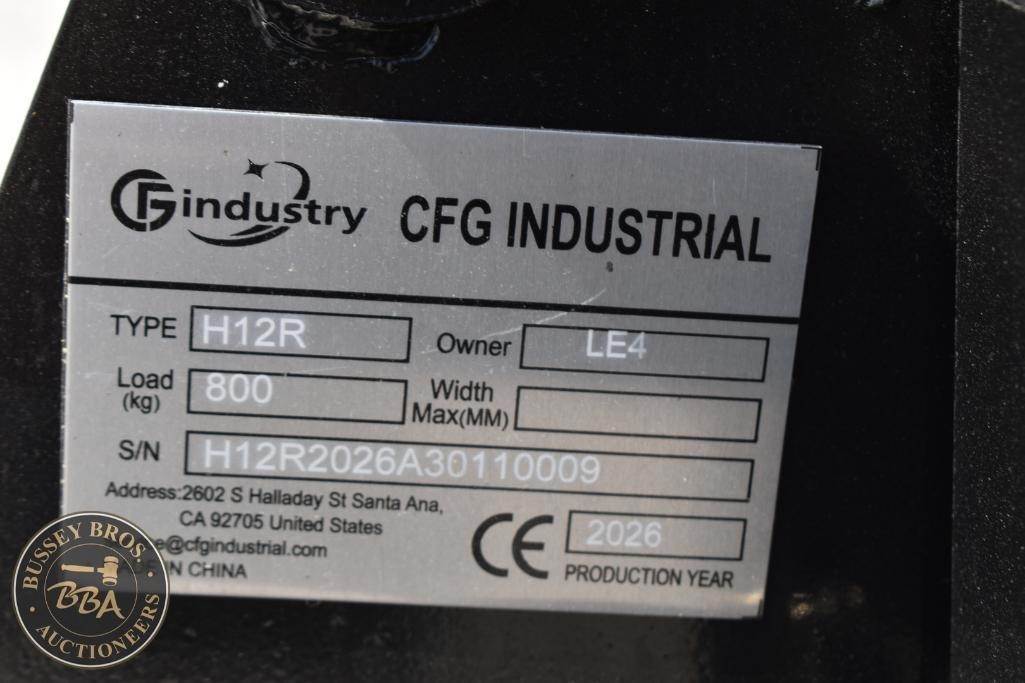 CFGindustry CFG INDUSTRIAL
TYPE H12R Owner LE4
Load (kg) 800 Width Max(MM)
S/N H12R2026A30110009
Address:2602 S Halladay St Santa Ana,
CA 92705 United States
e@cfgindustrial.com
IN CHINA
CE 2026
PRODUCTION YEAR
BUSSEY BROS.
BBA
AUCTIONEERS